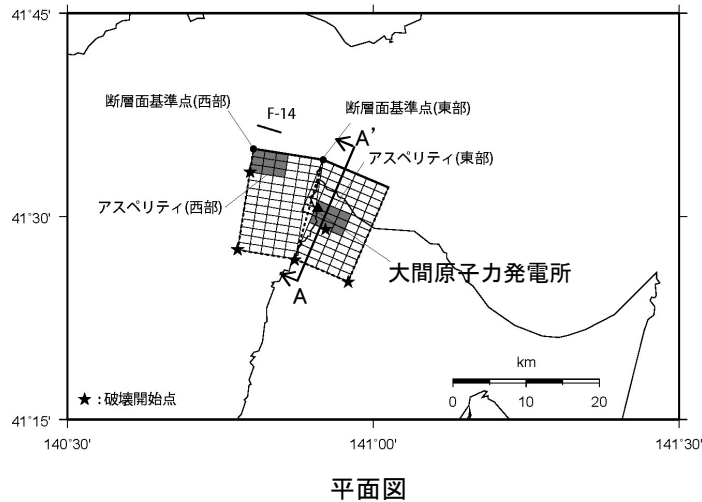 41°45'
断層面基準点(西部)
F-14
断層面基準点(東部)
A'
アスペリティ(東部)
アスペリティ(西部)
41°30'
大間原子力発電所
A
km
0 10 20
★ : 破壊開始点
41°15'
140°30' 141°00' 141°30'
平面図